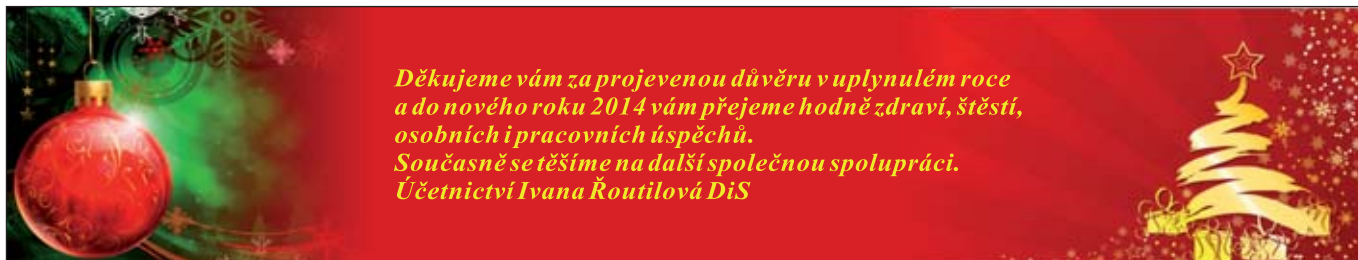 Děkujeme vám za projevenou důvěru v uplynulém roce
a do nového roku 2014 vám přejeme hodně zdraví, štěstí,
osobních i pracovních úspěchů.
Současně se těšíme na další společnou spolupráci.
Účetnictví Ivana Řoutilová DiS